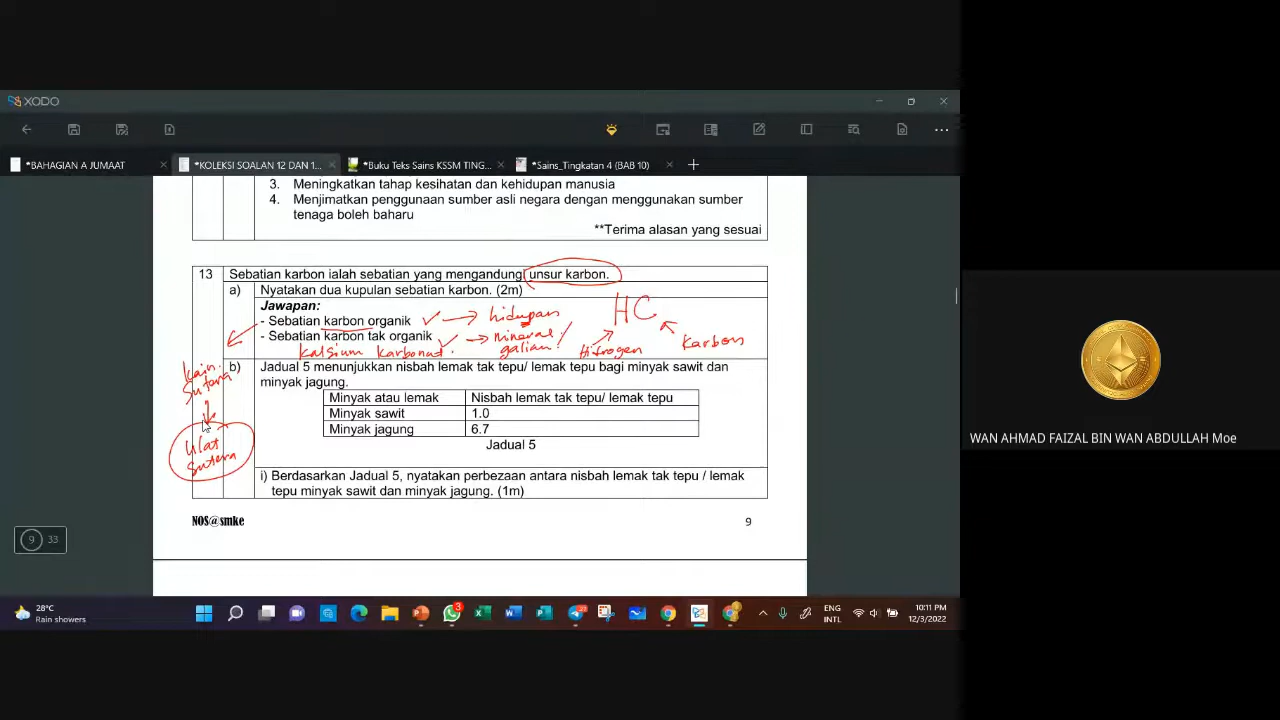 XODO
*BAHAGIAN A JUMAAT
*KOLEKSI SOALAN 12 DAN 1...
*Buku Teks Sains KSSM TING...
*Sains_Tingkatan 4 (BAB 10)
3. Meningkatkan tahap kesihatan dan kehidupan manusia
4. Menjimatkan penggunaan sumber asli negara dengan menggunakan sumber
tenaga boleh baharu
**Terima alasan yang sesuai
13 Sebatian karbon ialah sebatian yang mengandungi unsur karbon.
a) Nyatakan dua kupulan sebatian karbon. (2m)
Jawapan:
- Sebatian karbon organik → hidupan
- Sebatian karbon tak organik → mineral / galian
kalsium karbonat.
HC
Hidrogen
karbon
kain sutera
ulat sutera
b) Jadual 5 menunjukkan nisbah lemak tak tepu/ lemak tepu bagi minyak sawit dan
minyak jagung.
Minyak atau lemak Nisbah lemak tak tepu/ lemak tepu
Minyak sawit 1.0
Minyak jagung 6.7
Jadual 5
i) Berdasarkan Jadual 5, nyatakan perbezaan antara nisbah lemak tak tepu / lemak
tepu minyak sawit dan minyak jagung. (1m)
NOS@smke 9
9 33
WAN AHMAD FAIZAL BIN WAN ABDULLAH Moe
28°C
Rain showers
3
ENG
INTL
10:11 PM
12/3/2022